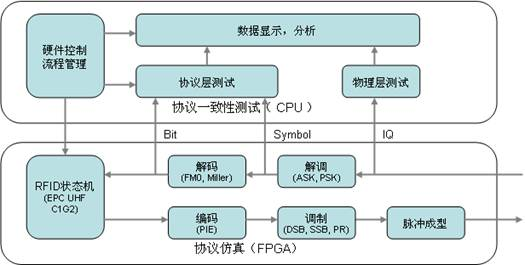 硬件控制
流程管理
数据显示，分析
协议层测试
物理层测试
协议一致性测试（CPU）
Bit
Symbol
IQ
RFID状态机
(EPC UHF
C1G2)
解码
(FM0, Miller)
解调
(ASK, PSK)
编码
(PIE)
调制
(DSB, SSB, PR)
脉冲成型
协议仿真(FPGA)